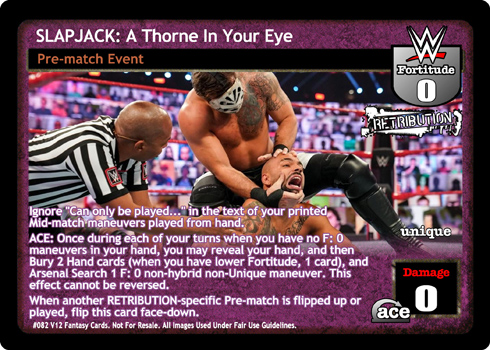 SLAPJACK: A Thorne In Your Eye
Pre-match Event
W
Fortitude
0
RETRIBUTION
Ignore "Can only be played..." in the text of your printed
Mid-match maneuvers played from hand.
unique
ACE: Once during each of your turns when you have no F: 0
maneuvers in your hand, you may reveal your hand, and then
Bury 2 Hand cards (when you have lower Fortitude, 1 card), and
Arsenal Search 1 F: 0 non-hybrid non-Unique maneuver. This
effect cannot be reversed.
When another RETRIBUTION-specific Pre-match is flipped up or
played, flip this card face-down.
Damage
0
ace
#082 V12 Fantasy Cards. Not For Resale. All Images Used Under Fair Use Guidelines.